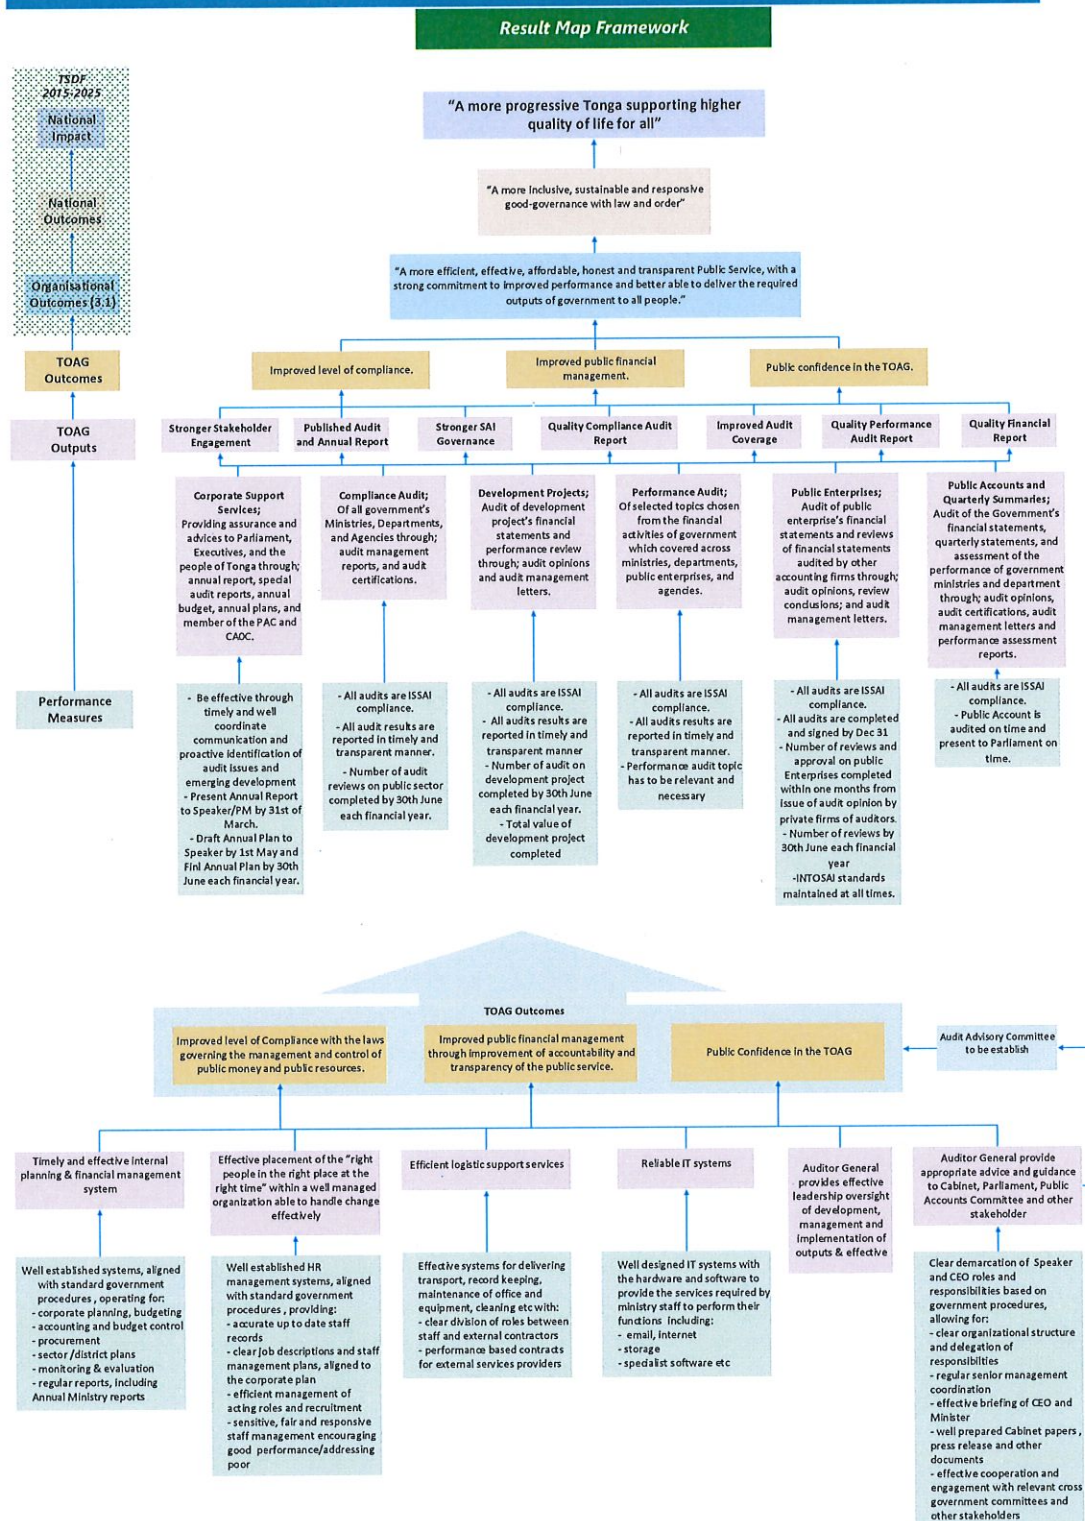 Result Map Framework
TSDF
2015-2025
National
Impact
National
Outcomes
Organisational
Outcomes (3.1)
TOAG
Outcomes
TOAG
Outputs
Performance
Measures
"A more progressive Tonga supporting higher
quality of life for all"
"A more inclusive, sustainable and responsive
good-governance with law and order"
"A more efficient, effective, affordable, honest and transparent Public Service, with a
strong commitment to improved performance and better able to deliver the required
outputs of government to all people."
Improved level of compliance.
Improved public financial
management.
Public confidence in the TOAG.
Stronger Stakeholder
Engagement
Published Audit
and Annual Report
Stronger SAI
Governance
Quality Compliance Audit
Report
Improved Audit
Coverage
Quality Performance
Audit Report
Quality Financial
Report
Corporate Support
Services;
Providing assurance and
advices to Parliament,
Executives, and the
people of Tonga through;
annual report, special
audit reports, annual
budget, annual plans, and
member of the PAC and
CAOC.
Compliance Audit;
Of all government's
Ministries, Departments,
and Agencies through;
audit management
reports, and audit
certifications.
Development Projects;
Audit of development
project's financial
statements and
performance review
through; audit opinions
and audit management
letters.
Performance Audit;
Of selected topics chosen
from the financial
activities of government
which covered across
ministries, departments,
public enterprises, and
agencies.
Public Enterprises;
Audit of public
enterprise's financial
statements and reviews
of financial statements
audited by other
accounting firms through;
audit opinions, review
conclusions; and audit
management letters.
Public Accounts and
Quarterly Summaries;
Audit of the Government's
financial statements,
quarterly statements, and
assessment of the
performance of government
ministries and department
through; audit opinions,
audit certifications, audit
management letters and
performance assessment
reports.
- Be effective through
timely and well
coordinate
communication and
proactive identification of
audit issues and
emerging development
- Present Annual Report
to Speaker/PM by 31st of
March.
- Draft Annual Plan to
Speaker by 1st May and
Finl Annual Plan by 30th
June each financial year.
- All audits are ISSAI
compliance.
- All audit results are
reported in timely and
transparent manner.
- Number of audit
reviews on public sector
completed by 30th June
each financial year.
- All audits are ISSAI
compliance.
- All audits results are
reported in timely and
transparent manner
- Number of audit on
development project
completed by 30th June
each financial year.
- Total value of
development project
completed
- All audits are ISSAI
compliance.
- All audits results are
reported in timely and
transparent manner.
- Performance audit topic
has to be relevant and
necessary
- All audits are ISSAI
compliance.
- All audits are completed
and signed by Dec 31
- Number of reviews and
approval on public
Enterprises completed
within one months from
issue of audit opinion by
private firms of auditors.
- Number of reviews by
30th June each financial
year
-INTOSAI standards
maintained at all times.
- All audits are ISSAI
compliance.
- Public Account is
audited on time and
present to Parliament on
time.
TOAG Outcomes
Improved level of Compliance with the laws
governing the management and control of
public money and public resources.
Improved public financial management
through improvement of accountability and
transparency of the public service.
Public Confidence in the TOAG
Audit Advisory Committee
to be establish
Timely and effective internal
planning & financial management
system
Effective placement of the "right
people in the right place at the
right time" within a well managed
organization able to handle change
effectively
Efficient logistic support services
Reliable IT systems
Auditor General
provides effective
leadership oversight
of development,
management and
implementation of
outputs & effective
Auditor General provide
appropriate advice and guidance
to Cabinet, Parliament, Public
Accounts Committee and other
stakeholder
Well established systems, aligned
with standard government
procedures , operating for:
- corporate planning, budgeting
- accounting and budget control
- procurement
- sector /district plans
- monitoring & evaluation
- regular reports, including
Annual Ministry reports
Well established HR
management systems, aligned
with standard government
procedures , providing:
- accurate up to date staff
records
- clear job descriptions and staff
management plans, aligned to
the corporate plan
- efficient management of
acting roles and recruitment
- sensitive, fair and responsive
staff management encouraging
good performance/addressing
poor
Effective systems for delivering
transport, record keeping,
maintenance of office and
equipment, cleaning etc with:
- clear division of roles between
staff and external contractors
- performance based contracts
for external services providers
Well designed IT systems with
the hardware and software to
provide the services required by
ministry staff to perform their
functions including:
- email, internet
- storage
- specialist software etc
Clear demarcation of Speaker
and CEO roles and
responsibilities based on
government procedures,
allowing for:
- clear organizational structure
and delegation of
responsibilties
- regular senior management
coordination
- effective briefing of CEO and
Minister
- well prepared Cabinet papers ,
press release and other
documents
- effective cooperation and
engagement with relevant cross
government committees and
other stakeholders